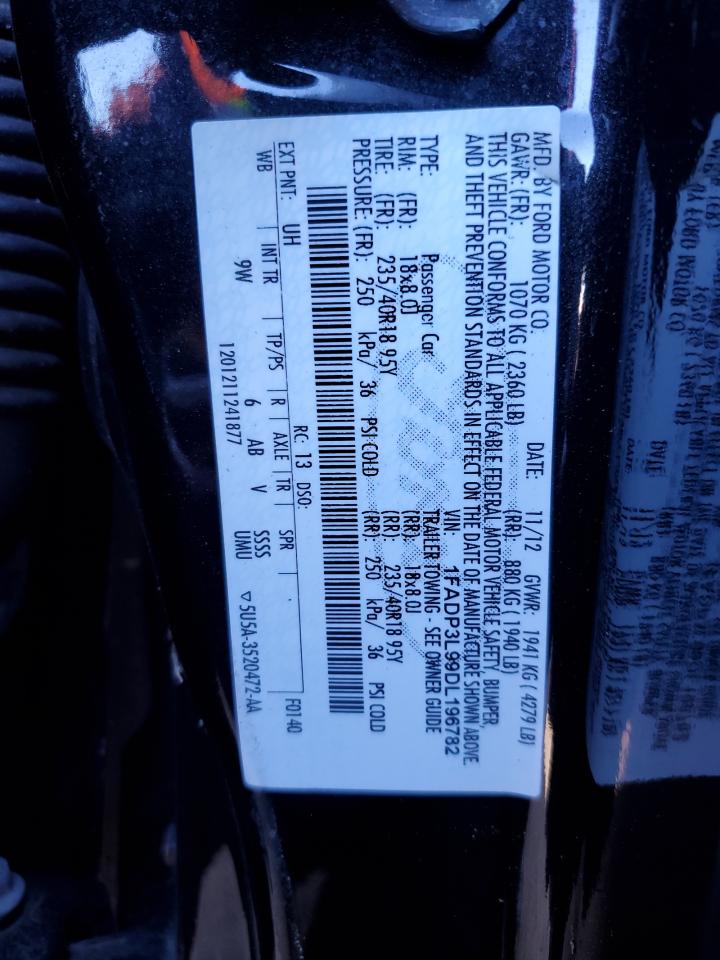 MFD. BY FORD MOTOR CO.
DATE: 11/12 GVWR: 1941 KG ( 4279 LB)
GAWR: (FR): 1070 KG ( 2360 LB) (RR): 880 KG ( 1940 LB)
THIS VEHICLE CONFORMS TO ALL APPLICABLE FEDERAL MOTOR VEHICLE SAFETY, BUMPER,
AND THEFT PREVENTION STANDARDS IN EFFECT ON THE DATE OF MANUFACTURE SHOWN ABOVE.
VIN: 1FADP3L99DL196782
TYPE: Passenger Car TRAILER TOWING - SEE OWNER GUIDE
RIM: (FR): 18x8.0J (RR): 18x8.0J
TIRE: (FR): 235/40R18 95Y (RR): 235/40R18 95Y
PRESSURE: (FR): 250 kPa/ 36 PSI COLD (RR): 250 kPa/ 36 PSI COLD
EXT PNT: UH RC: 13 DSO: F0140
WB INT TR TP/PS R AXLE TR SPR
9W 6 AB V SSSS
1201211241877 UMU ▽5U5A-3520472-AA